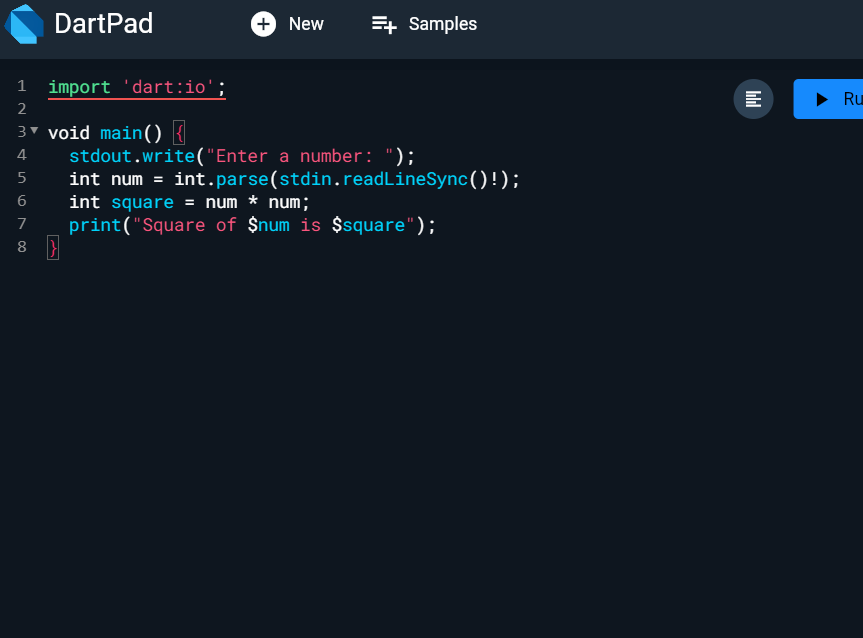 DartPad New Samples
1 import 'dart:io';
Ru
2
3 void main() {
4 stdout.write("Enter a number: ");
5 int num = int.parse(stdin.readLineSync()!);
6 int square = num * num;
7 print("Square of $num is $square");
8 }